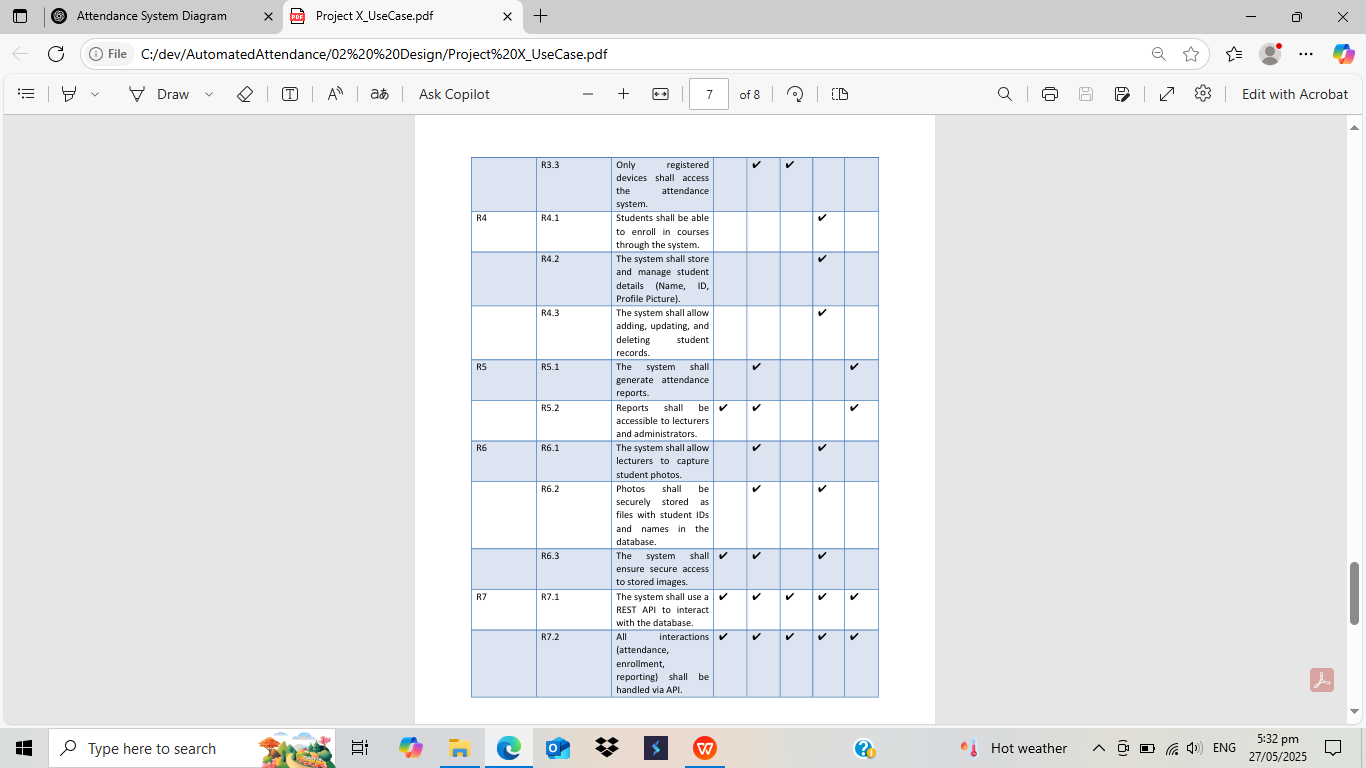 Attendance System Diagram
Project X_UseCase.pdf
File C:/dev/AutomatedAttendance/02%20%20Design/Project%20X_UseCase.pdf
Draw
Ask Copilot
7 of 8
Edit with Acrobat
R3.3 Only registered
devices shall access
the attendance
system. ✔ ✔
R4 R4.1 Students shall be able
to enroll in courses
through the system. ✔
R4.2 The system shall store
and manage student
details (Name, ID,
Profile Picture). ✔
R4.3 The system shall allow
adding, updating, and
deleting student
records. ✔
R5 R5.1 The system shall
generate attendance
reports. ✔ ✔
R5.2 Reports shall be
accessible to lecturers
and administrators. ✔ ✔ ✔
R6 R6.1 The system shall allow
lecturers to capture
student photos. ✔ ✔
R6.2 Photos shall be
securely stored as
files with student IDs
and names in the
database. ✔ ✔
R6.3 The system shall
ensure secure access
to stored images. ✔ ✔ ✔
R7 R7.1 The system shall use a
REST API to interact
with the database. ✔ ✔ ✔ ✔ ✔
R7.2 All interactions
(attendance,
enrollment,
reporting) shall be
handled via API. ✔ ✔ ✔ ✔ ✔
Type here to search
Hot weather
ENG
5:32 pm
27/05/2025